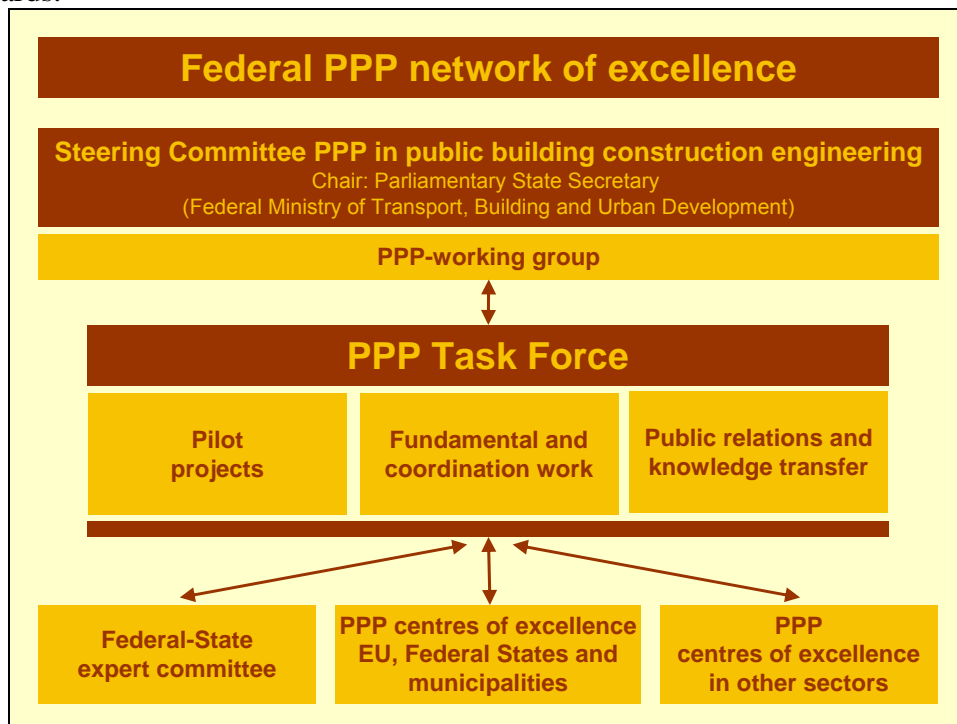 Federal PPP network of excellence
Steering Committee PPP in public building construction engineering
Chair: Parliamentary State Secretary
(Federal Ministry of Transport, Building and Urban Development)
PPP-working group
PPP Task Force
Pilot
projects
Fundamental and
coordination work
Public relations and
knowledge transfer
Federal-State
expert committee
PPP centres of excellence
EU, Federal States and
municipalities
PPP
centres of excellence
in other sectors